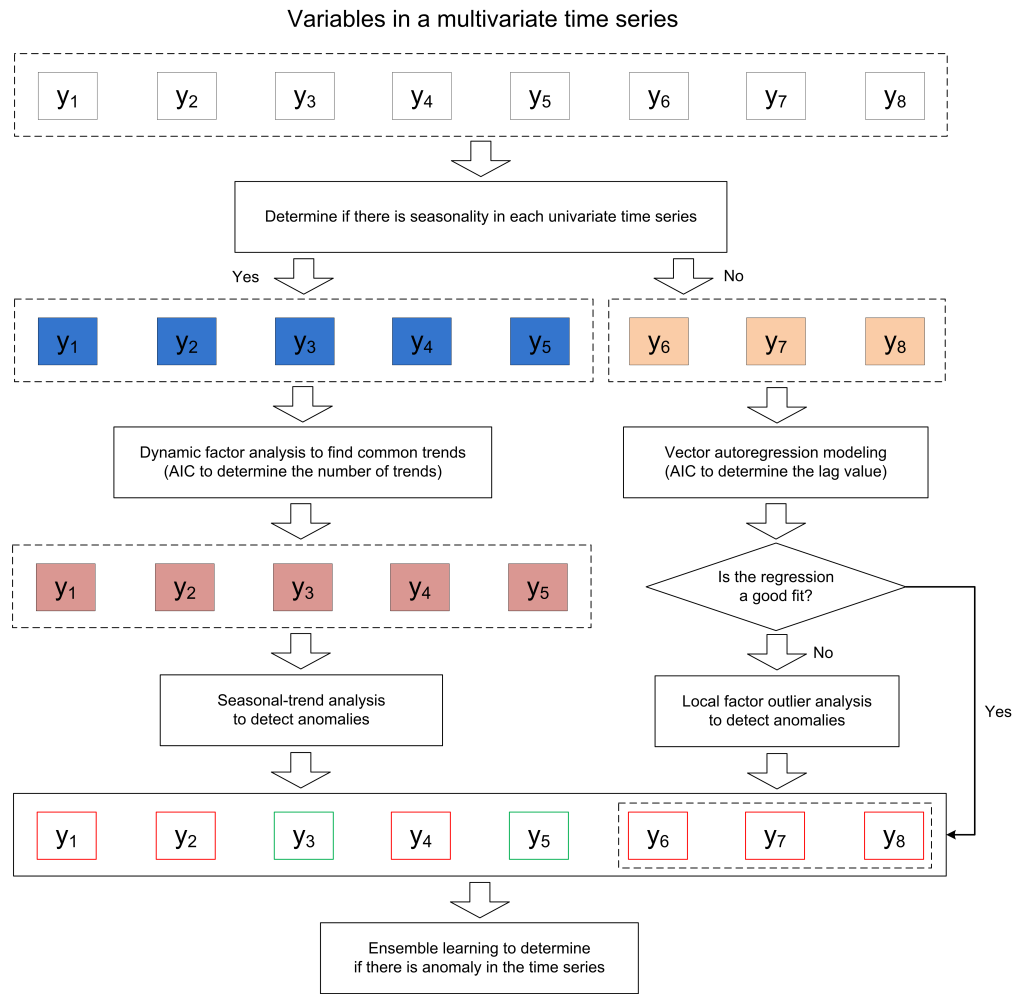 Variables in a multivariate time series
y1 y2 y3 y4 y5 y6 y7 y8
Determine if there is seasonality in each univariate time series
Yes
No
y1 y2 y3 y4 y5
y6 y7 y8
Dynamic factor analysis to find common trends
(AIC to determine the number of trends)
Vector autoregression modeling
(AIC to determine the lag value)
y1 y2 y3 y4 y5
Is the regression
a good fit?
No
Yes
Seasonal-trend analysis
to detect anomalies
Local factor outlier analysis
to detect anomalies
y1 y2 y3 y4 y5 y6 y7 y8
Ensemble learning to determine
if there is anomaly in the time series